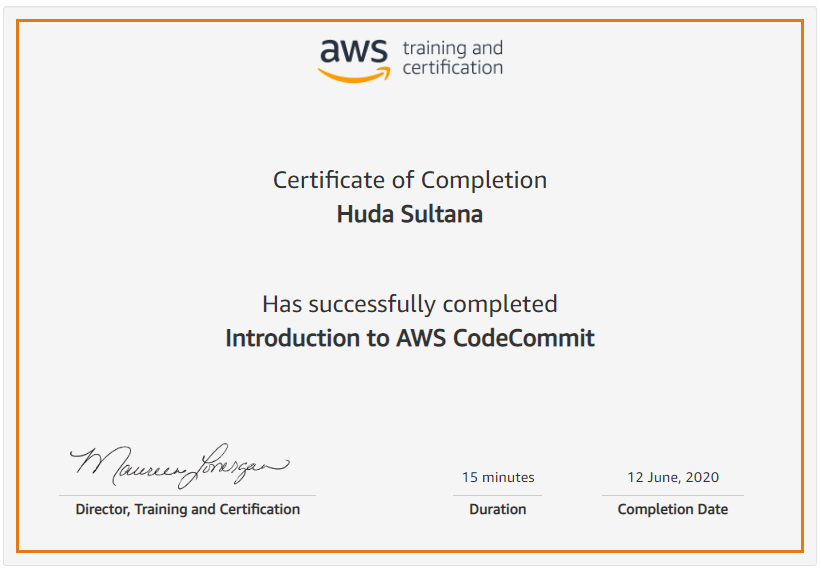 aws training and
certification
Certificate of Completion
Huda Sultana
Has successfully completed
Introduction to AWS CodeCommit
Maureen Lonergan
15 minutes
12 June, 2020
Director, Training and Certification
Duration
Completion Date